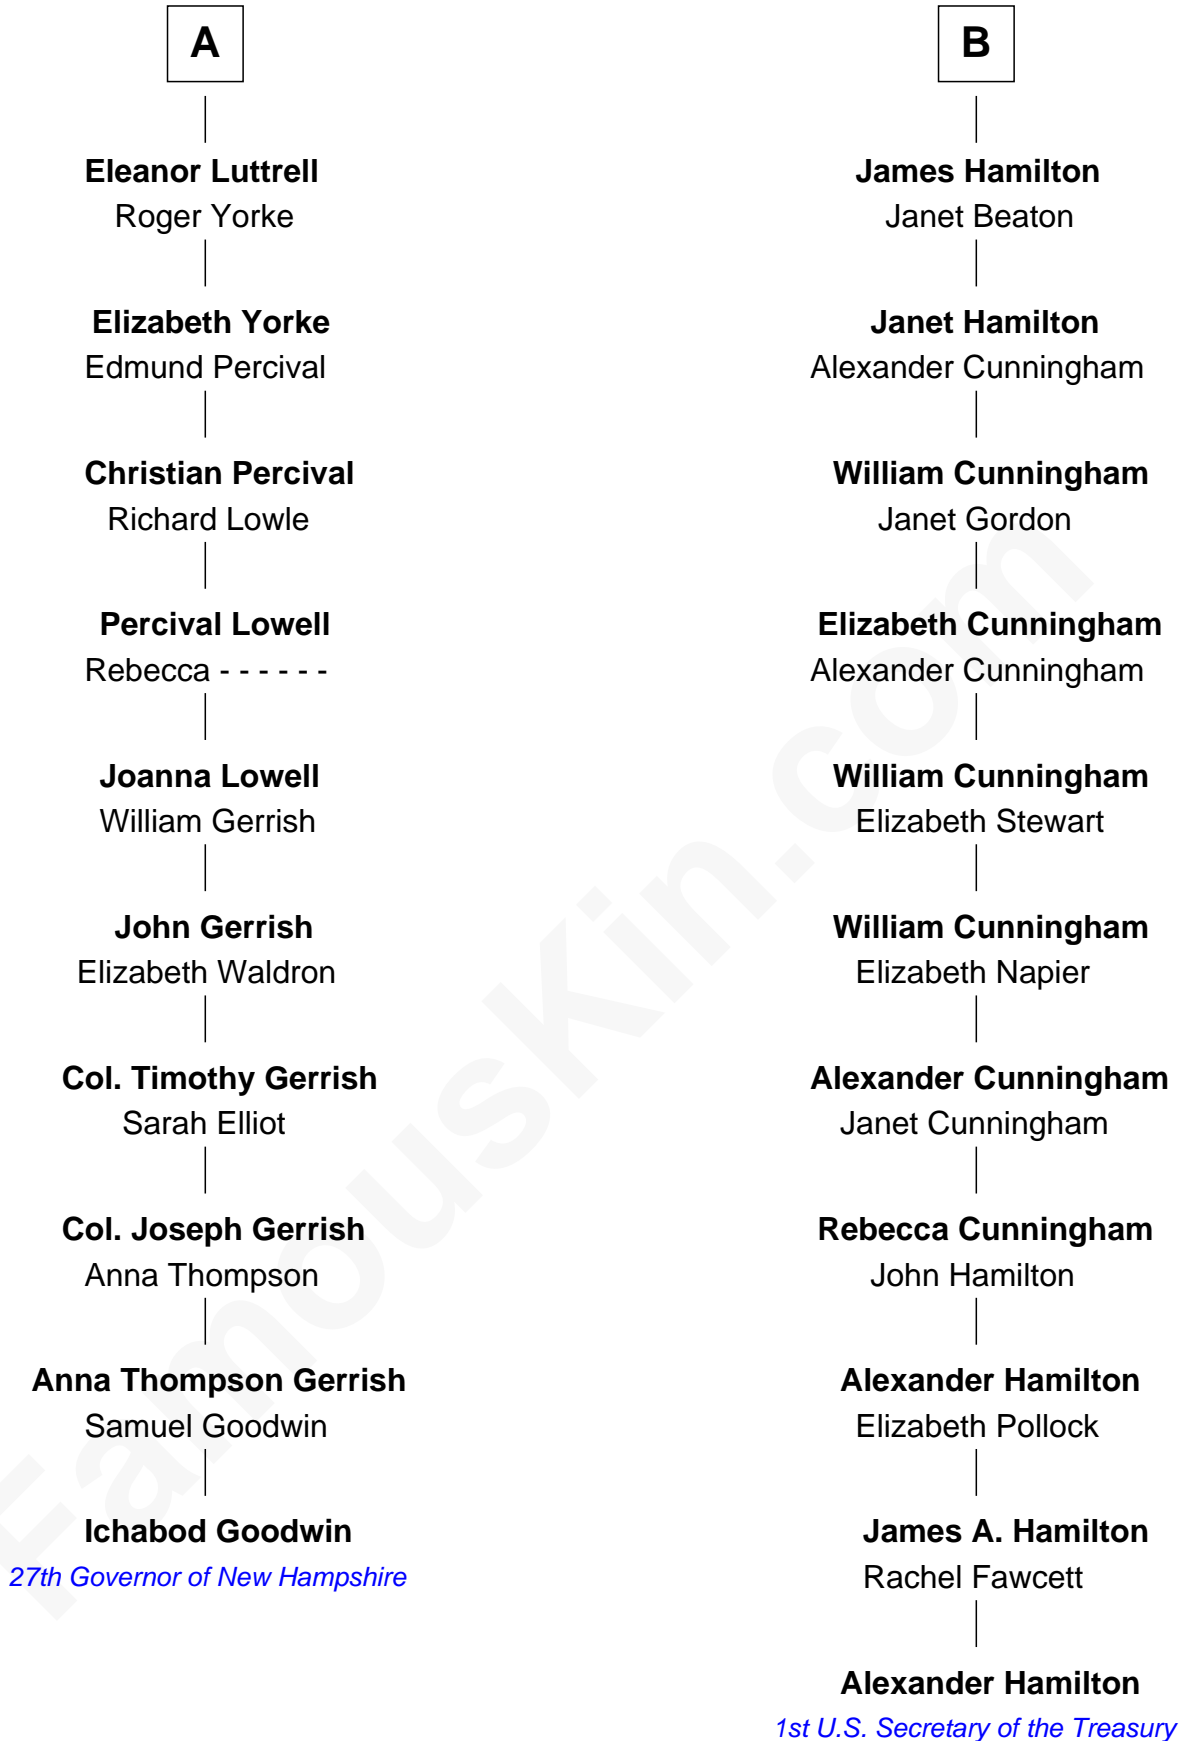 A
Eleanor Luttrell
Roger Yorke
Elizabeth Yorke
Edmund Percival
Christian Percival
Richard Lowle
Percival Lowell
Rebecca - - - - - -
Joanna Lowell
William Gerrish
John Gerrish
Elizabeth Waldron
Col. Timothy Gerrish
Sarah Elliot
Col. Joseph Gerrish
Anna Thompson
Anna Thompson Gerrish
Samuel Goodwin
Ichabod Goodwin
27th Governor of New Hampshire
B
James Hamilton
Janet Beaton
Janet Hamilton
Alexander Cunningham
William Cunningham
Janet Gordon
Elizabeth Cunningham
Alexander Cunningham
William Cunningham
Elizabeth Stewart
William Cunningham
Elizabeth Napier
Alexander Cunningham
Janet Cunningham
Rebecca Cunningham
John Hamilton
Alexander Hamilton
Elizabeth Pollock
James A. Hamilton
Rachel Fawcett
Alexander Hamilton
1st U.S. Secretary of the Treasury
FamousKin.com